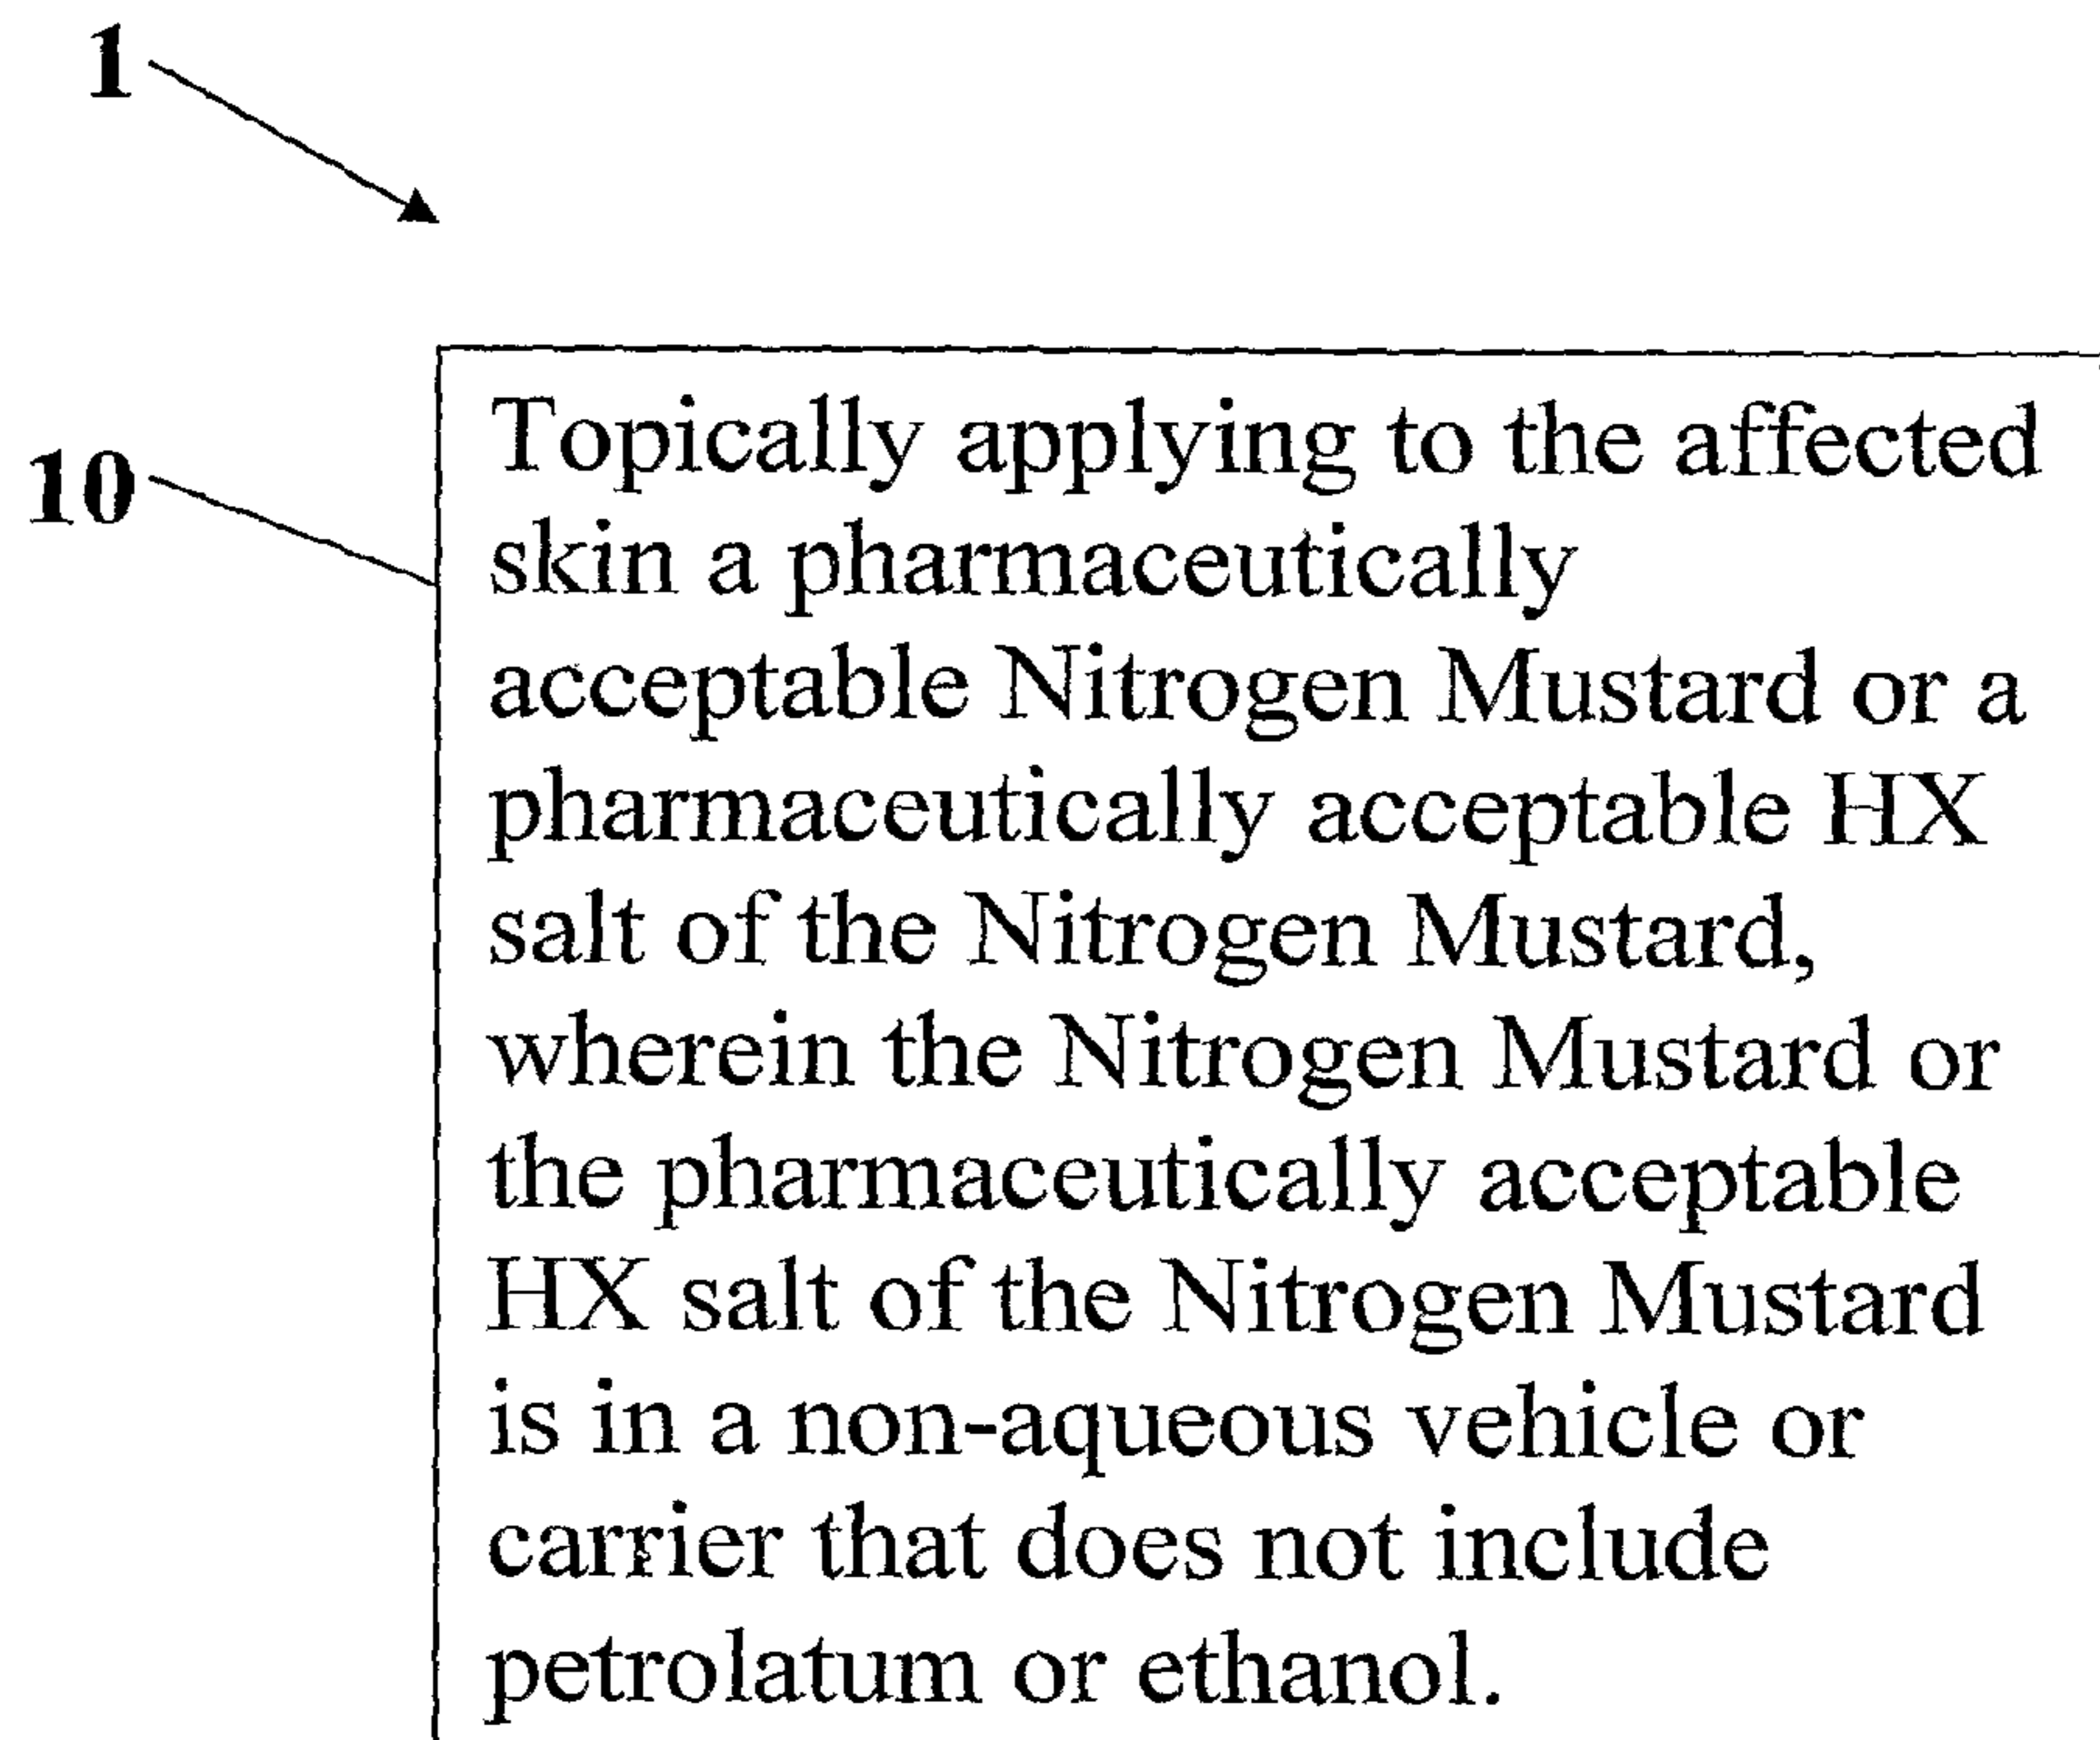 1
10
Topically applying to the affected
skin a pharmaceutically
acceptable Nitrogen Mustard or a
pharmaceutically acceptable HX
salt of the Nitrogen Mustard,
wherein the Nitrogen Mustard or
the pharmaceutically acceptable
HX salt of the Nitrogen Mustard
is in a non-aqueous vehicle or
carrier that does not include
petrolatum or ethanol.